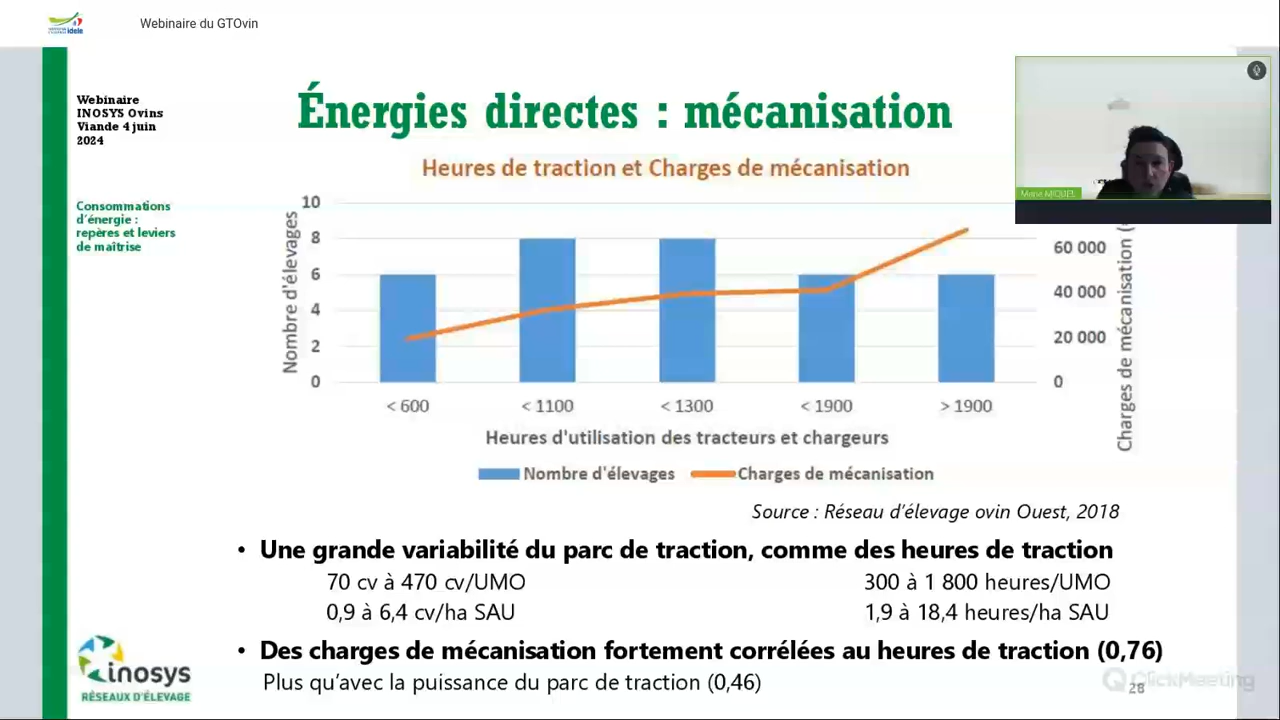 idele
Webinaire du GTOvin
Webinaire
INOSYS Ovins
Viande 4 juin
2024
Énergies directes : mécanisation
Consommations
d'énergie :
repères et leviers
de maîtrise
Heures de traction et Charges de mécanisation
Nombre d'élevages
10
8
6
4
2
0
60 000
40 000
20 000
0
Charges de mécanisation
< 600
< 1100
< 1300
< 1900
> 1900
Heures d'utilisation des tracteurs et chargeurs
Nombre d'élevages
Charges de mécanisation
Source : Réseau d'élevage ovin Ouest, 2018
• Une grande variabilité du parc de traction, comme des heures de traction
70 cv à 470 cv/UMO
300 à 1 800 heures/UMO
0,9 à 6,4 cv/ha SAU
1,9 à 18,4 heures/ha SAU
• Des charges de mécanisation fortement corrélées au heures de traction (0,76)
Plus qu'avec la puissance du parc de traction (0,46)
inosys
RÉSEAUX D'ÉLEVAGE
ClickMeeting
28